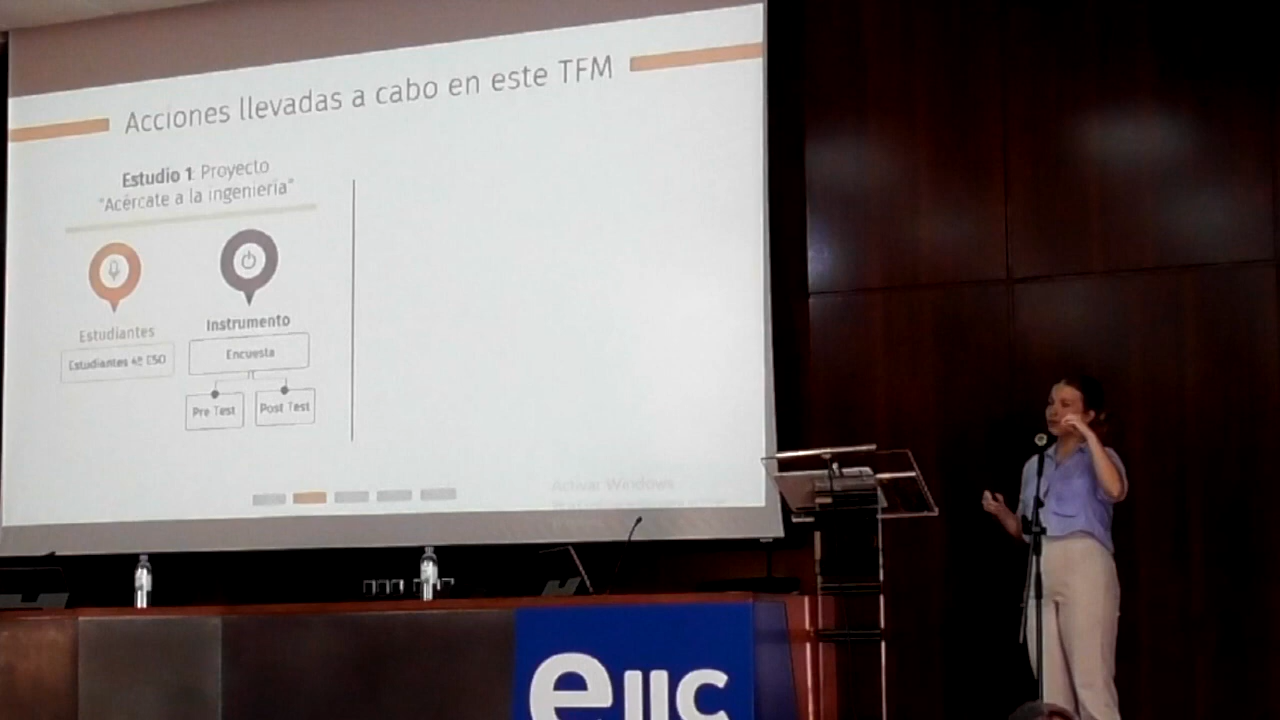 Acciones llevadas a cabo en este TFM
Estudio 1: Proyecto
"Acércate a la ingeniería"
Estudiantes
Estudiantes 4º ESO
Instrumento
Encuesta
Pre Test
Post Test
Activar Windows
eiic